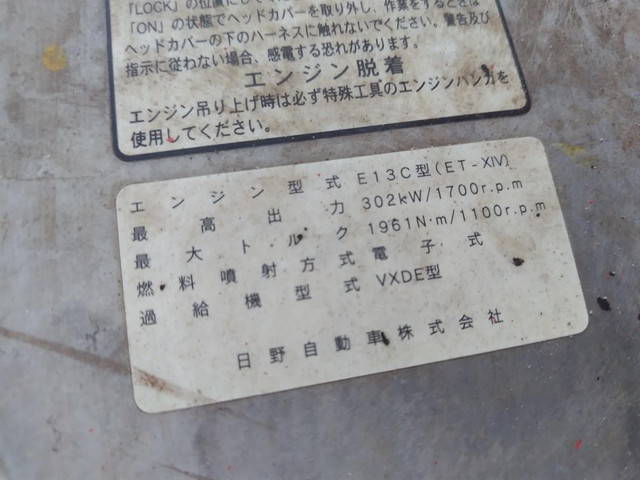 「LOCK」の位置にして
「ON」の状態でヘッドカバーを取り外し、作業をするときは
ヘッドカバーの下のハーネスに触れないでください。警告及び
指示に従わない場合、感電する恐れがあります。
エンジン脱着
エンジン吊り上げ時は必ず特殊工具のエンジンハンガを
使用してください。
エンジン型式 E13C型(ET-XIV)
最高出力 302kW/1700r.p.m
最大トルク 1961N·m/1100r.p.m
燃料噴射方式 電子式
過給機型式 VXDE型
日野自動車株式会社